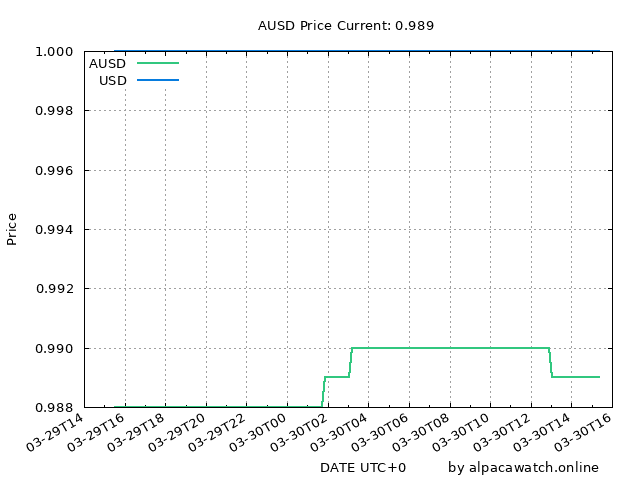 AUSD Price Current: 0.989
1.000
AUSD
USD
0.998
0.996
0.994
Price
0.992
0.990
0.988
03-29T14 03-29T16 03-29T18 03-29T20 03-29T22 03-30T00 03-30T02 03-30T04 03-30T06 03-30T08 03-30T10 03-30T12 03-30T14 03-30T16
DATE UTC+0 by alpacawatch.online